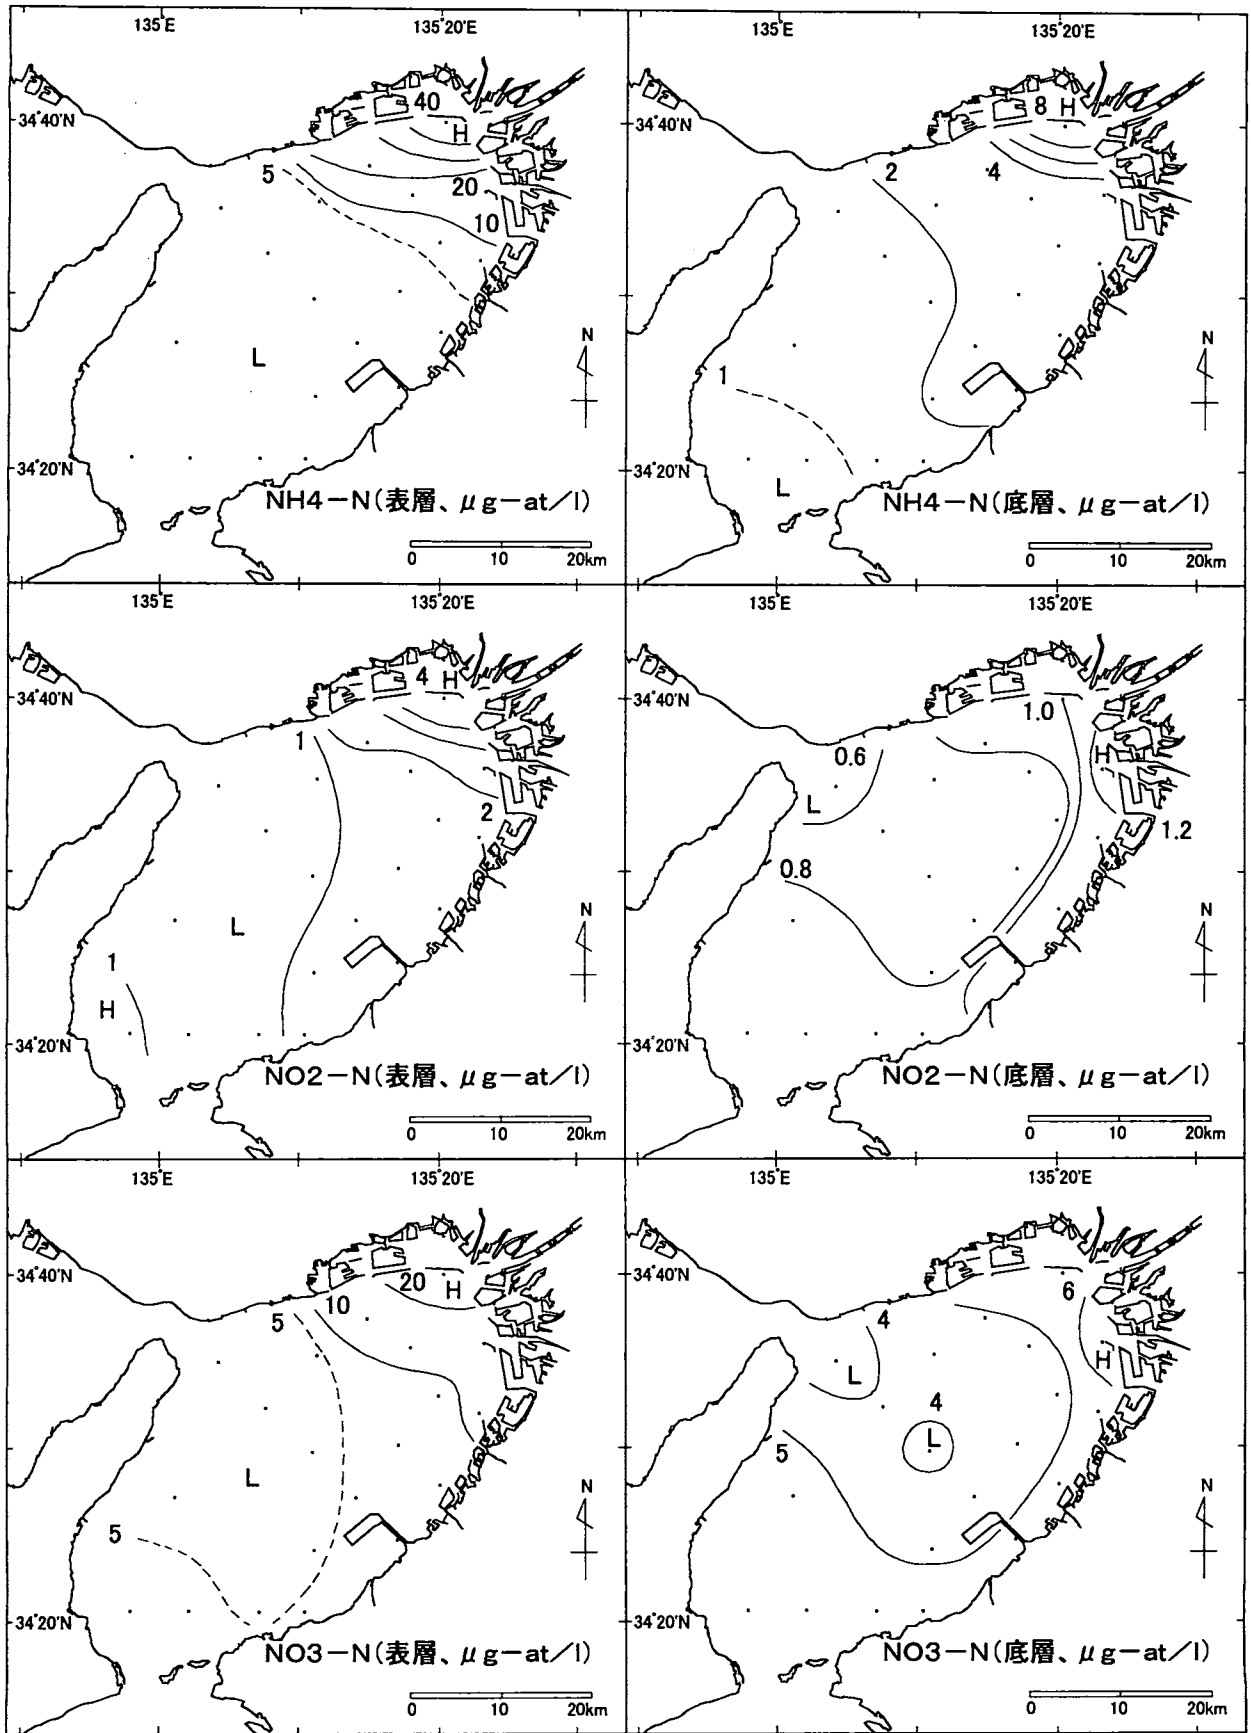 135°E 135°20'E
34°40'N
40
H
5
20
10
L
34°20'N
N
NH4-N(表層、μg-at/l)
0 10 20km
135°E 135°20'E
34°40'N
8 H
2
4
1
L
34°20'N
N
NH4-N(底層、μg-at/l)
0 10 20km
135°E 135°20'E
34°40'N
4 H
1
2
L
1
H
34°20'N
N
NO2-N(表層、μg-at/l)
0 10 20km
135°E 135°20'E
34°40'N
1.0
0.6
H
L
1.2
0.8
34°20'N
N
NO2-N(底層、μg-at/l)
0 10 20km
135°E 135°20'E
34°40'N
20 H
10
5
L
5
34°20'N
N
NO3-N(表層、μg-at/l)
0 10 20km
135°E 135°20'E
34°40'N
6
4
H
L
4
L
5
34°20'N
N
NO3-N(底層、μg-at/l)
0 10 20km